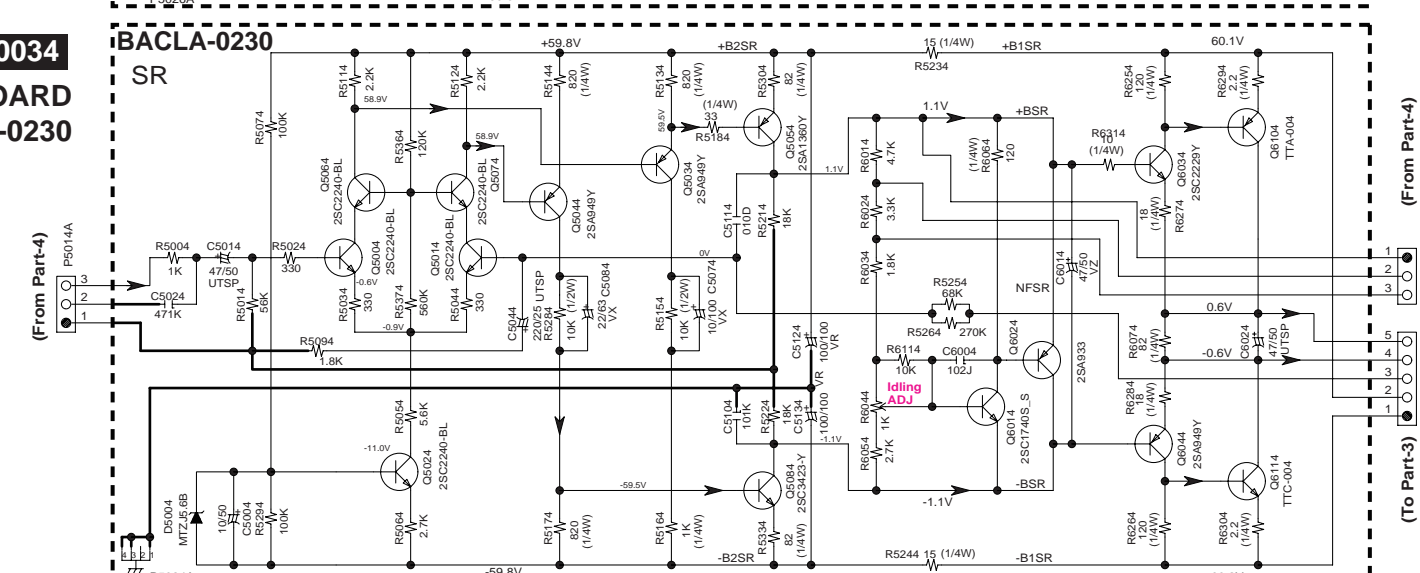 0034
DARD
-0230
BACLA-0230
SR
+59.8V
+B2SR
15 (1/4W)
R5234
+B1SR
60.1V
R5114
2.2K
R5124
2.2K
R5144
820
(1/4W)
R5134
820
(1/4W)
R5304
82
(1/4W)
R6254
120
(1/4W)
R6294
2.2
(1/4W)
58.9V
R5074
100K
R5364
120K
58.9V
59.5V
(1/4W)
33
R5184
Q5054
2SA1360Y
1.1V
+BSR
R6314
10
(1/4W)
Q6104
TTA-004
Q5064
2SC2240-BL
2SC2240-BL
Q5074
Q5044
2SA949Y
Q5034
2SA949Y
1.1V
R6014
4.7K
(1/4W)
R6064
120
Q6034
2SC2229Y
C5114
010D
R5214
18K
R6024
3.3K
18
(1/4W)
R6274
(From Part-4)
P5014A
3
2
1
R5004
1K
C5014
47/50
UTSP
R5024
330
Q5004
2SC2240-BL
Q5014
2SC2240-BL
0V
R6034
1.8K
C6014
47/50
VZ
(From Part-4)
1
2
3
C5024
471K
R5014
56K
-0.6V
R5034
330
R5374
560K
R5044
330
C5044
220/25 UTSP
R5284
10K (1/2W)
C5084
22/63
VX
R5154
10K (1/2W)
C5074
10/100
VX
R5254
68K
R5264
270K
NFSR
0.6V
-0.9V
R5094
1.8K
C5124
100/100
VR
R6114
10K
C6004
102J
Q6024
2SA933
R6074
82
(1/4W)
-0.6V
C6024
47/50
UTSP
5
4
3
2
1
Idling
ADJ
R5054
5.6K
C5104
101K
R5224
18K
C5134
100/100
VR
R6044
1K
Q6014
2SC1740S_S
R6284
18
(1/4W)
-11.0V
Q5024
2SC2240-BL
-1.1V
R6054
2.7K
Q6044
2SA949Y
(To Part-3)
D5004
MTZJ5.6B
10/50
C5004
R5294
100K
R5064
2.7K
-59.5V
R5174
820
(1/4W)
R5164
1K
(1/4W)
Q5084
2SC3423-Y
R5334
82
(1/4W)
-BSR
-1.1V
Q6114
TTC-004
R6264
120
(1/4W)
R6304
2.2
(1/4W)
4 3 2 1
-59.8V
-B2SR
R5244 15 (1/4W)
-B1SR